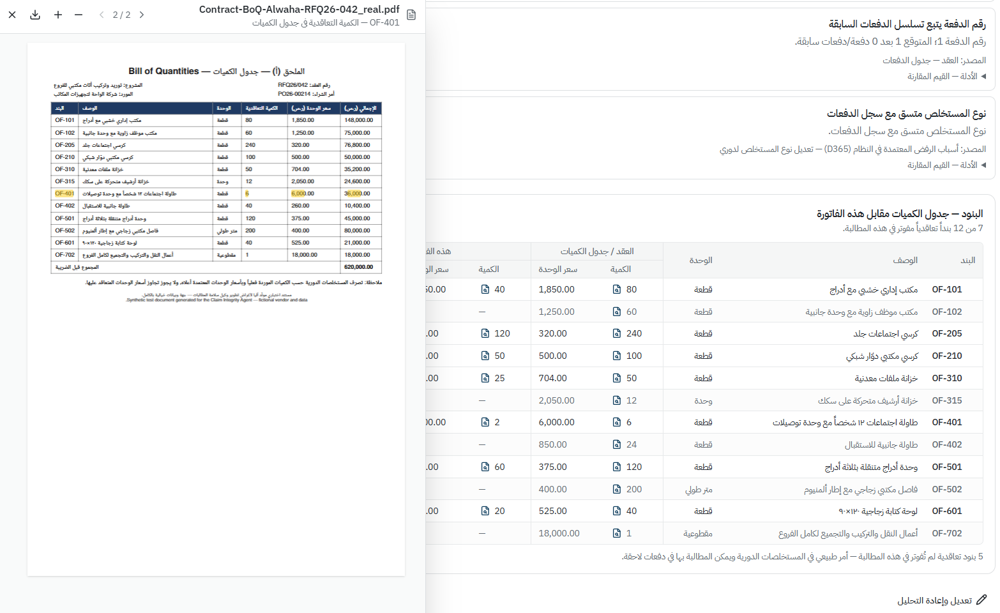 Contract-BoQ-Alwaha-RFQ26-042_real.pdf
OF-401 — الكمية التعاقدية في جدول الكميات
2 / 2
الملحق (أ) — جدول الكميات — Bill of Quantities
رقم العقد: RFQ26/042
المشروع: توريد وتركيب أثاث مكتبي للفروع
أمر الشراء: PO26-00214
المورد: شركة الواحة لتجهيزات المكاتب
البند الوصف الوحدة الكمية التعاقدية سعر الوحدة (ر.س) الإجمالي (ر.س)
OF-101 مكتب إداري خشبي مع أدراج قطعة 80 1,850.00 148,000.00
OF-102 مكتب موظف زاوية مع وحدة جانبية قطعة 60 1,250.00 75,000.00
OF-205 كرسي اجتماعات جلد قطعة 240 320.00 76,800.00
OF-210 كرسي مكتبي دوّار شبكي قطعة 100 500.00 50,000.00
OF-310 خزانة ملفات معدنية قطعة 50 704.00 35,200.00
OF-315 خزانة أرشيف متحركة على سكك وحدة 12 2,050.00 24,600.00
OF-401 طاولة اجتماعات ١٢ شخصاً مع وحدة توصيلات قطعة 6 6,000.00 36,000.00
OF-402 طاولة جانبية للاستقبال قطعة 40 260.00 10,400.00
OF-501 وحدة أدراج متنقلة بثلاثة أدراج قطعة 120 375.00 45,000.00
OF-502 فاصل مكتبي زجاجي مع إطار ألمنيوم متر طولي 200 400.00 80,000.00
OF-601 لوحة كتابة زجاجية ١٢٠×٩٠ قطعة 40 525.00 21,000.00
OF-702 أعمال النقل والتركيب والتجميع لكامل الفروع مقطوعية 1 18,000.00 18,000.00
المجموع قبل الضريبة 620,000.00
ملاحظة: تصرف المستخلصات الدورية حسب الكميات الموردة فعلياً وبأسعار الوحدات المعتمدة أعلاه، ولا يجوز تجاوز أسعار الوحدات المتعاقد عليها.
مستند اختباري مولّد آلياً لأغراض تطوير وكيل سلامة المطالبات — جهة وبيانات خيالية بالكامل.
Synthetic test document generated for the Claim Integrity Agent — fictional vendor and data.
رقم الدفعة يتبع تسلسل الدفعات السابقة
رقم الدفعة 1؛ المتوقع 1 بعد 0 دفعة/دفعات سابقة.
المصدر: العقد — جدول الدفعات
◀ الأدلة — القيم المقارنة
نوع المستخلص متسق مع سجل الدفعات
نوع المستخلص متسق مع سجل الدفعات.
المصدر: أسباب الرفض المعتمدة في النظام (D365) — تعديل نوع المستخلص لدوري
◀ الأدلة — القيم المقارنة
البنود — جدول الكميات مقابل هذه الفاتورة
7 من 12 بنداً تعاقدياً مفوتر في هذه المطالبة.
البند الوصف الوحدة العقد / جدول الكميات هذه الف
الكمية سعر الوحدة الكمية سعر الو
OF-101 مكتب إداري خشبي مع أدراج قطعة 80 1,850.00 40 50.00
OF-102 مكتب موظف زاوية مع وحدة جانبية قطعة 60 1,250.00 —
OF-205 كرسي اجتماعات جلد قطعة 240 320.00 120 .00
OF-210 كرسي مكتبي دوّار شبكي قطعة 100 500.00 50 .00
OF-310 خزانة ملفات معدنية قطعة 50 704.00 25 .00
OF-315 خزانة أرشيف متحركة على سكك وحدة 12 2,050.00 —
OF-401 طاولة اجتماعات ١٢ شخصاً مع وحدة توصيلات قطعة 6 6,000.00 2 00.00
OF-402 طاولة جانبية للاستقبال قطعة 24 850.00 —
OF-501 وحدة أدراج متنقلة بثلاثة أدراج قطعة 120 375.00 60 .00
OF-502 فاصل مكتبي زجاجي مع إطار ألمنيوم متر طولي 200 400.00 —
OF-601 لوحة كتابة زجاجية ١٢٠×٩٠ قطعة 40 525.00 20 .00
OF-702 أعمال النقل والتركيب والتجميع لكامل الفروع مقطوعية 1 18,000.00 —
5 بنود تعاقدية لم تُفوتر في هذه المطالبة — أمر طبيعي في المستخلصات الدورية ويمكن المطالبة بها في دفعات لاحقة.
تعديل وإعادة التحليل